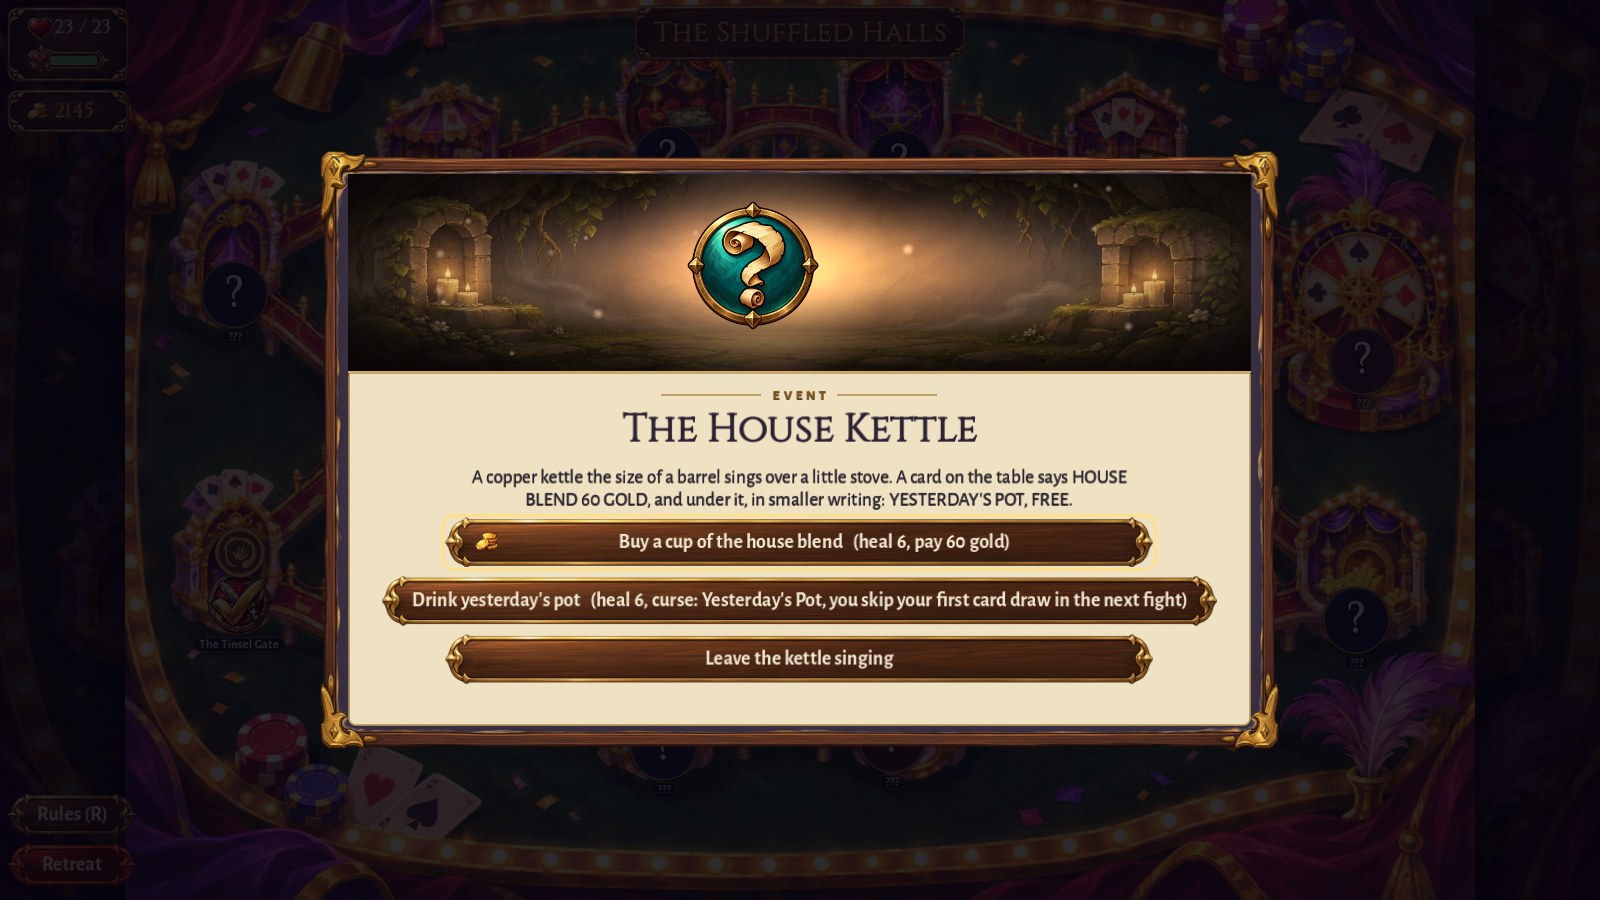 23 / 23
THE SHUFFLED HALLS
2145
?
?
?
???
?
???
EVENT
THE HOUSE KETTLE
A copper kettle the size of a barrel sings over a little stove. A card on the table says HOUSE
BLEND 60 GOLD, and under it, in smaller writing: YESTERDAY'S POT, FREE.
Buy a cup of the house blend (heal 6, pay 60 gold)
Drink yesterday's pot (heal 6, curse: Yesterday's Pot, you skip your first card draw in the next fight)
Leave the kettle singing
The Tinsel Gate
?
???
???
???
Rules (R)
Retreat